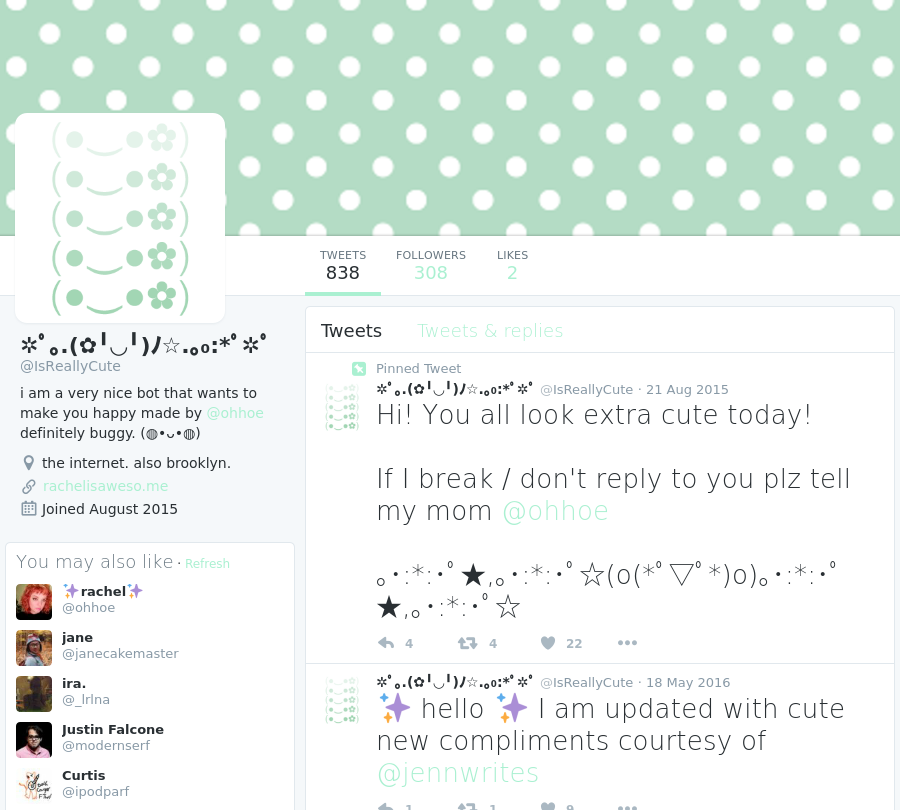 (●‿●✿)
(●‿●✿)
(●‿●✿)
(●‿●✿)
(●‿●✿)
TWEETS FOLLOWERS LIKES
838 308 2
✲ﾟ｡.(✿╹◡╹)ﾉ☆.｡₀:*ﾟ✲ﾟ
@IsReallyCute
i am a very nice bot that wants to
make you happy made by @ohhoe
definitely buggy. (◍•ᴗ•◍)
the internet. also brooklyn.
rachelisaweso.me
Joined August 2015
You may also like · Refresh
✨rachel✨
@ohhoe
jane
@janecakemaster
ira.
@_lrlna
Justin Falcone
@modernserf
Curtis
@ipodparf
Tweets Tweets & replies
Pinned Tweet
✲ﾟ｡.(✿╹◡╹)ﾉ☆.｡₀:*ﾟ✲ﾟ @IsReallyCute · 21 Aug 2015
Hi! You all look extra cute today!
If I break / don't reply to you plz tell
my mom @ohhoe
｡･:*:･ﾟ★,｡･:*:･ﾟ☆(o(*ﾟ▽ﾟ*)o)｡･:*:･ﾟ
★,｡･:*:･ﾟ☆
4 4 22 •••
✲ﾟ｡.(✿╹◡╹)ﾉ☆.｡₀:*ﾟ✲ﾟ @IsReallyCute · 18 May 2016
✨ hello ✨ I am updated with cute
new compliments courtesy of
@jennwrites
1 1 9 •••